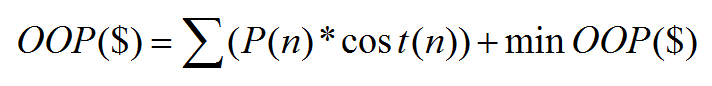 OOP($) = ∑(P(n) * cos t(n)) + min OOP($)